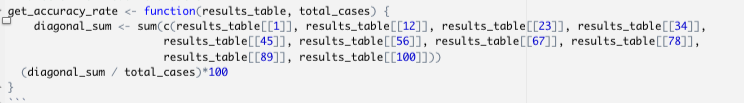 get_accuracy_rate <- function(results_table, total_cases) {
    diagonal_sum <- sum(c(results_table[[1]], results_table[[12]], results_table[[23]], results_table[[34]],
                        results_table[[45]], results_table[[56]], results_table[[67]], results_table[[78]],
                        results_table[[89]], results_table[[100]]))
  (diagonal_sum / total_cases)*100
}
```